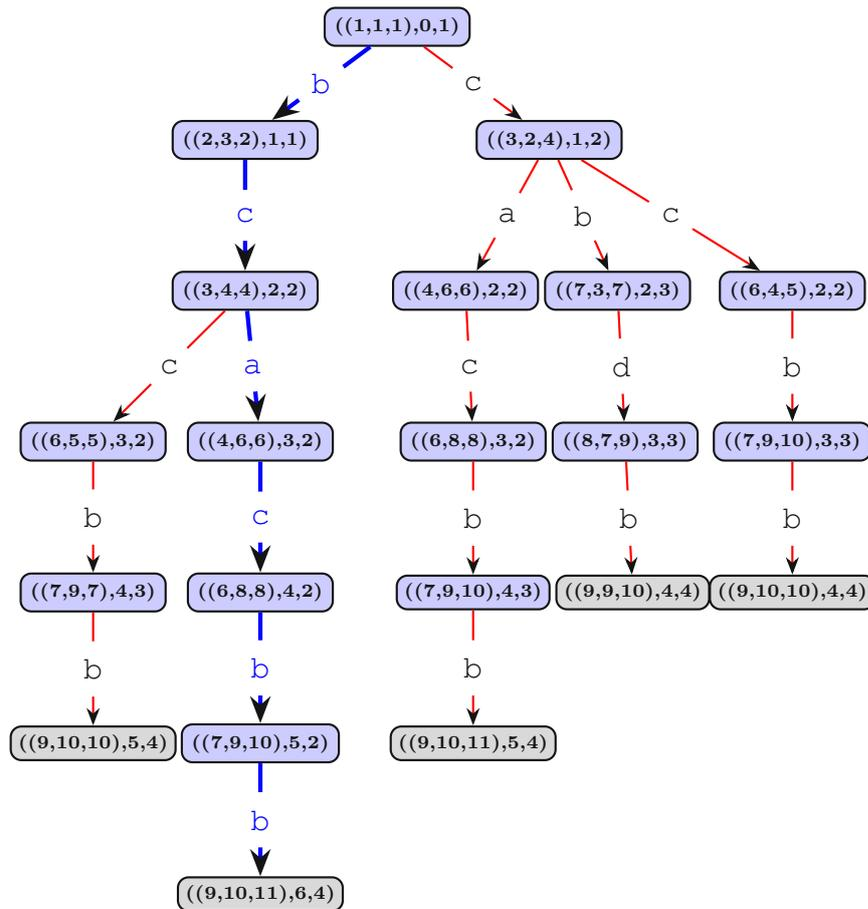 ((1,1,1),0,1)
b c
((2,3,2),1,1) ((3,2,4),1,2)
c a b c
((3,4,4),2,2) ((4,6,6),2,2) ((7,3,7),2,3) ((6,4,5),2,2)
c a c d b
((6,5,5),3,2) ((4,6,6),3,2) ((6,8,8),3,2) ((8,7,9),3,3) ((7,9,10),3,3)
b c b b b
((7,9,7),4,3) ((6,8,8),4,2) ((7,9,10),4,3) ((9,9,10),4,4) ((9,10,10),4,4)
b b b
((9,10,10),5,4) ((7,9,10),5,2) ((9,10,11),5,4)
b
((9,10,11),6,4)